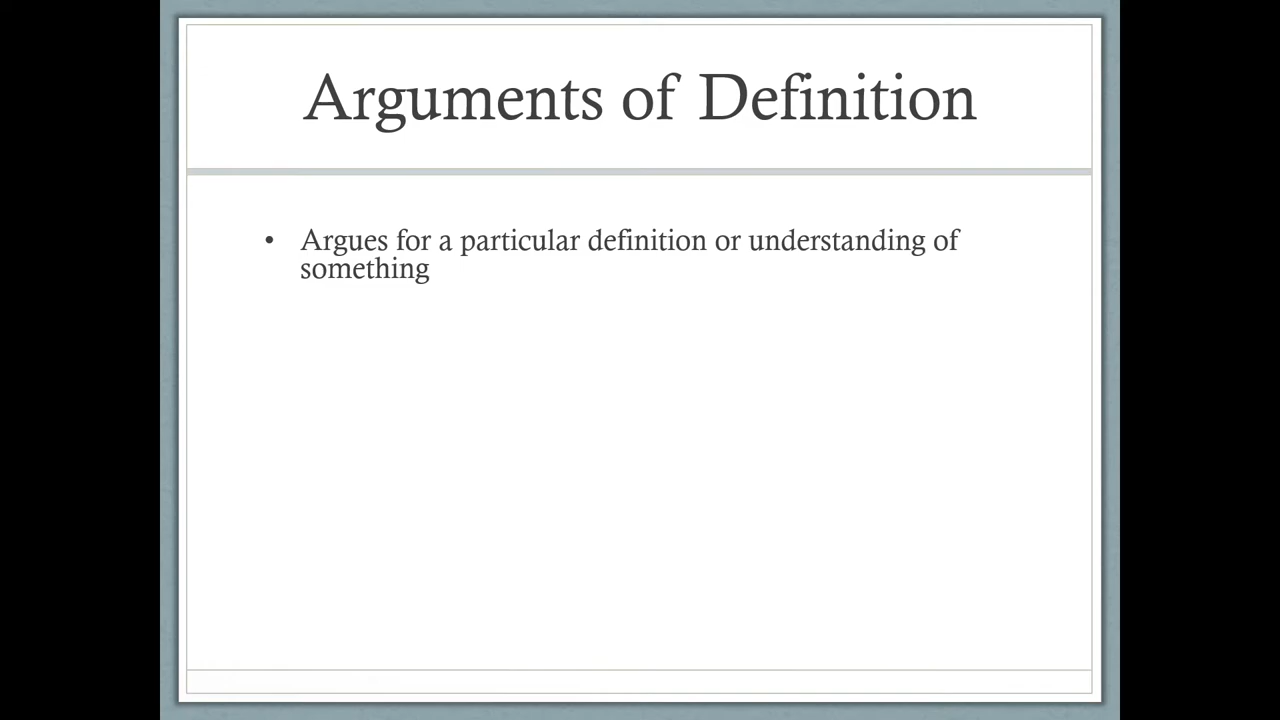 Arguments of Definition
• Argues for a particular definition or understanding of
something